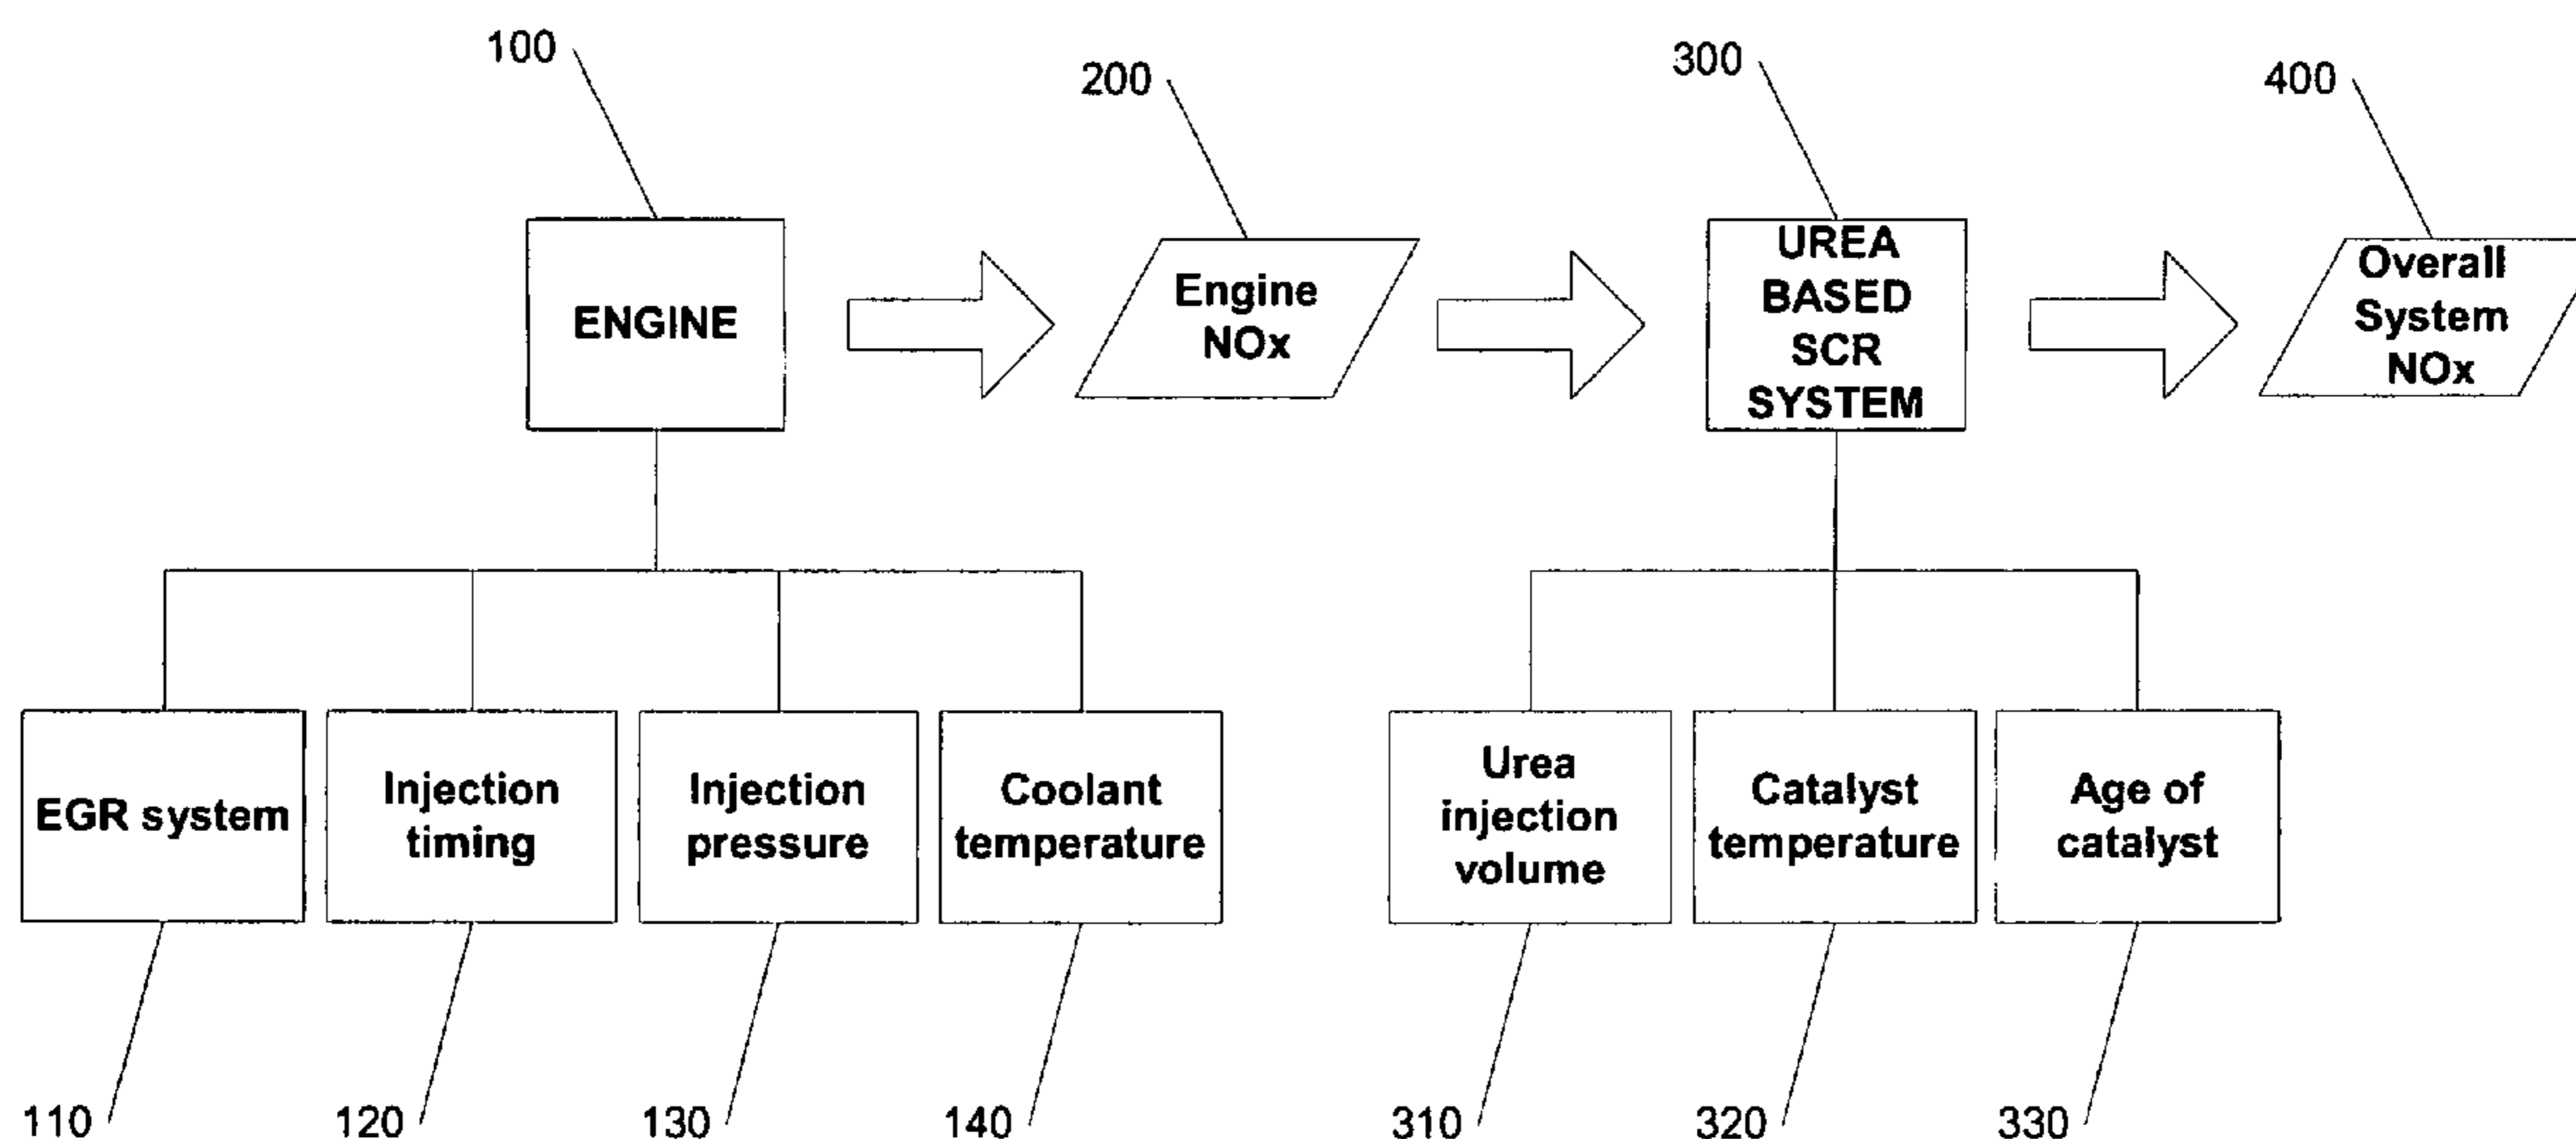 100
200
300
400
ENGINE
Engine
NOx
UREA
BASED
SCR
SYSTEM
Overall
System
NOx
EGR system
Injection
timing
Injection
pressure
Coolant
temperature
Urea
injection
volume
Catalyst
temperature
Age of
catalyst
110
120
130
140
310
320
330